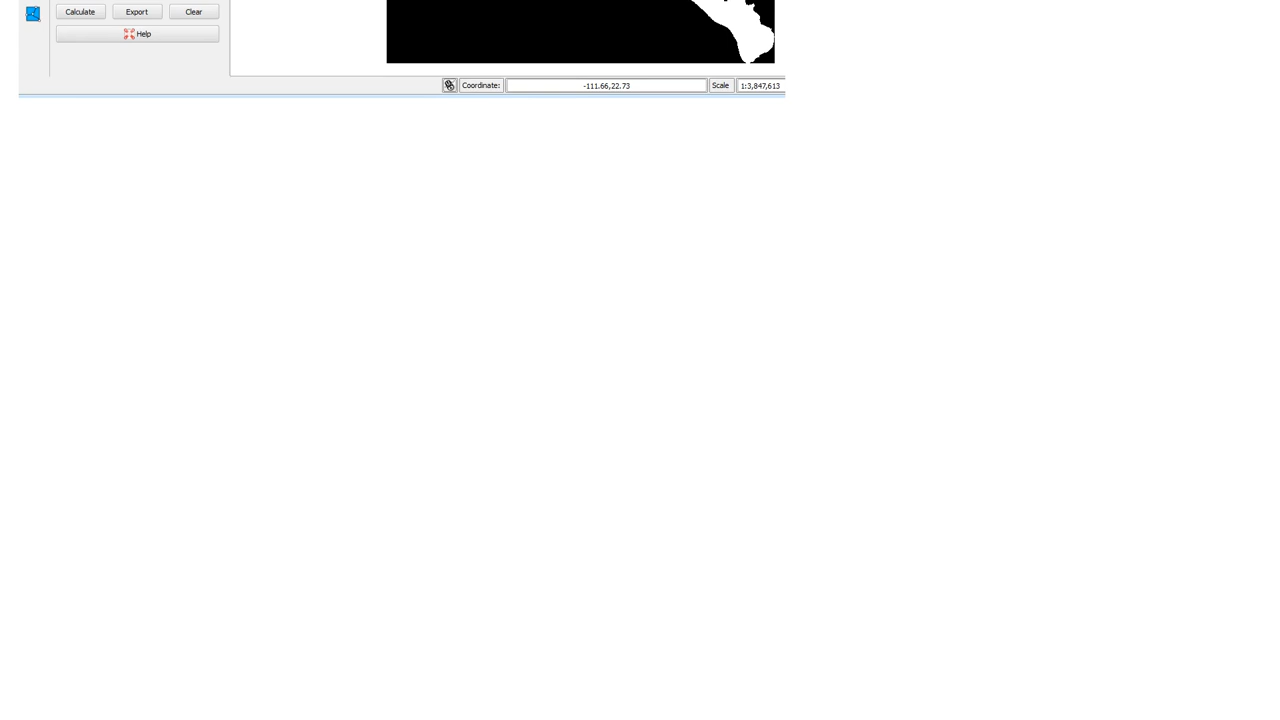 Calculate Export Clear
Help
Coordinate: -111.66,22.73 Scale 1:3,847,613